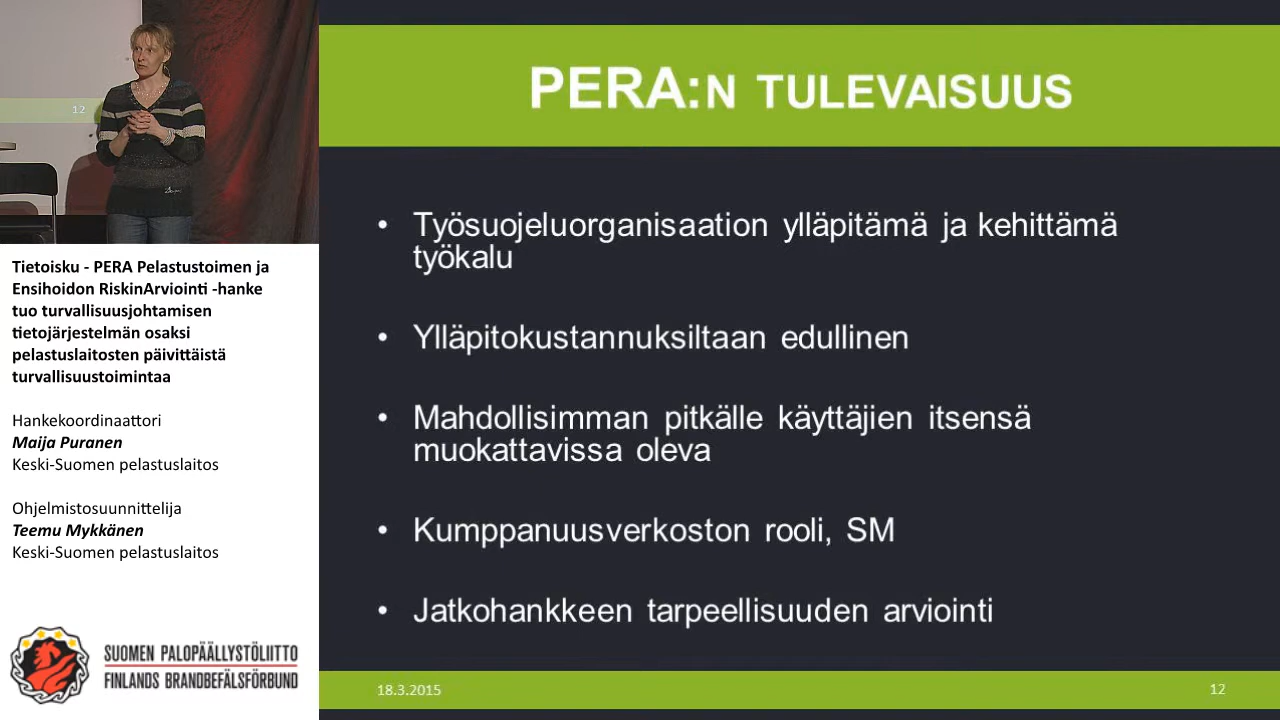 12
Tietoisku - PERA Pelastustoimen ja
Ensihoidon RiskinArviointi -hanke
tuo turvallisuusjohtamisen
tietojärjestelmän osaksi
pelastuslaitosten päivittäistä
turvallisuustoimintaa
Hankekoordinaattori
Maija Puranen
Keski-Suomen pelastuslaitos
Ohjelmistosuunnittelija
Teemu Mykkänen
Keski-Suomen pelastuslaitos
SUOMEN PALOPÄÄLLYSTÖLIITTO
FINLANDS BRANDBEFÄLSFÖRBUND
PERA:N TULEVAISUUS
• Työsuojeluorganisaation ylläpitämä ja kehittämä
työkalu
• Ylläpitokustannuksiltaan edullinen
• Mahdollisimman pitkälle käyttäjien itsensä
muokattavissa oleva
• Kumppanuusverkoston rooli, SM
• Jatkohankkeen tarpeellisuuden arviointi
18.3.2015
12